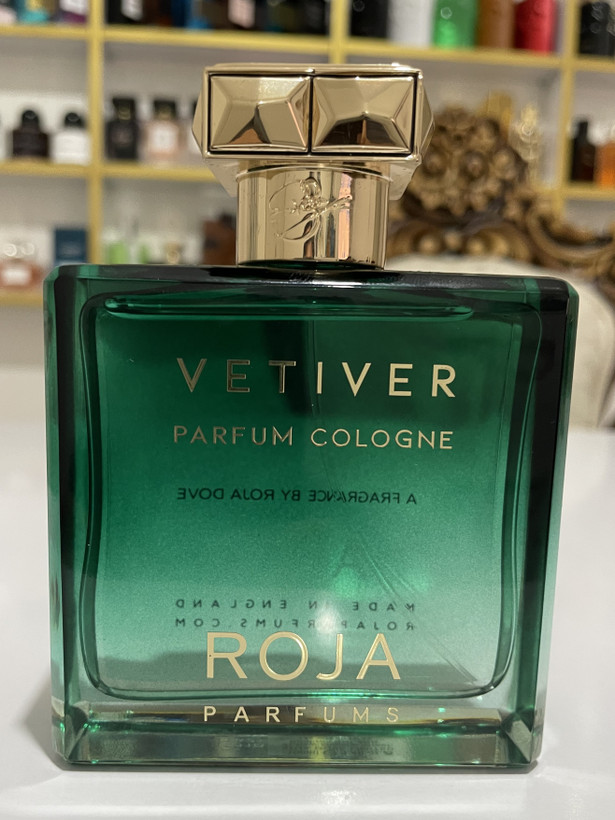 VETIVER
PARFUM COLOGNE
A FRAGRANCE BY ROJA DOVE
MADE IN ENGLAND
ROJAPARFUMS.COM
ROJA
PARFUMS